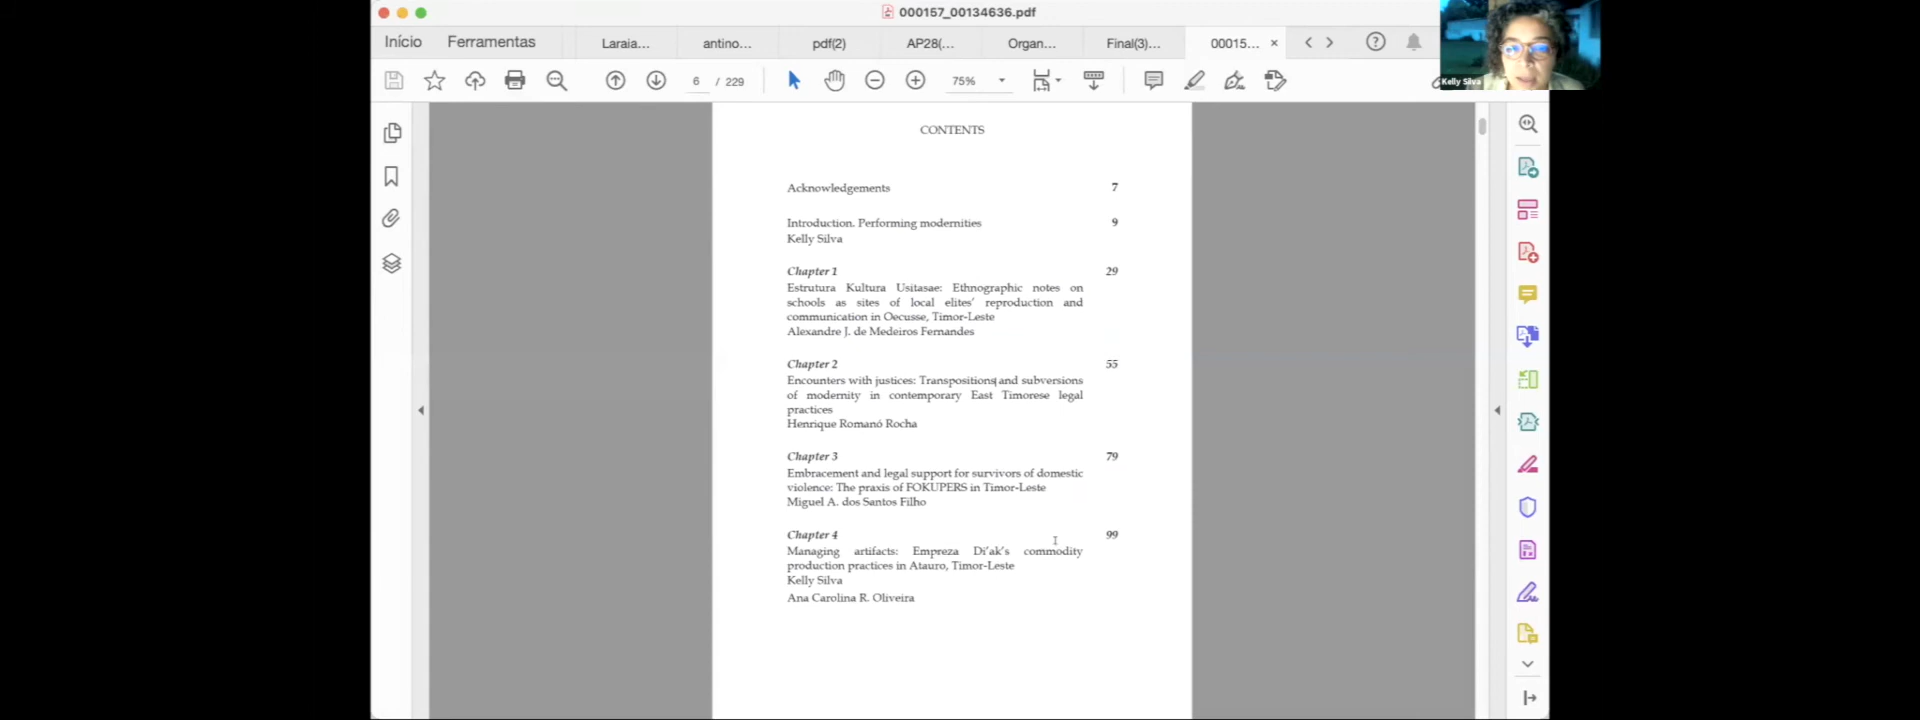 000157_00134636.pdf
Início
Ferramentas
Laraia...
antino...
pdf(2)
AP28(...
Organ...
Final(3)...
00015...
6 / 229
75%
Kelly Silva
CONTENTS
Acknowledgements 7
Introduction. Performing modernities 9
Kelly Silva
Chapter 1 29
Estrutura Kultura Usitasae: Ethnographic notes on
schools as sites of local elites' reproduction and
communication in Oecusse, Timor-Leste
Alexandre J. de Medeiros Fernandes
Chapter 2 55
Encounters with justices: Transpositions and subversions
of modernity in contemporary East Timorese legal
practices
Henrique Romanó Rocha
Chapter 3 79
Embracement and legal support for survivors of domestic
violence: The praxis of FOKUPERS in Timor-Leste
Miguel A. dos Santos Filho
Chapter 4 99
Managing artifacts: Empreza Di'ak's commodity
production practices in Atauro, Timor-Leste
Kelly Silva
Ana Carolina R. Oliveira